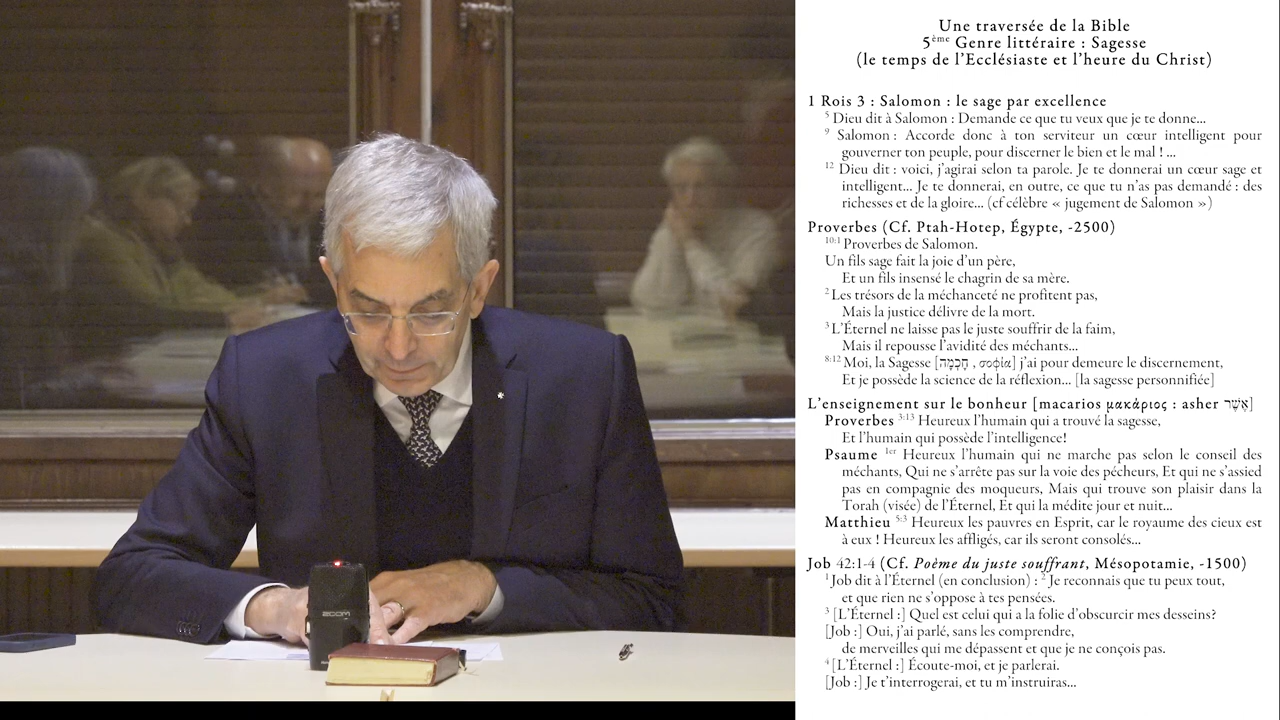 Une traversée de la Bible
5ème Genre littéraire : Sagesse
(le temps de l'Ecclésiaste et l'heure du Christ)
1 Rois 3 : Salomon : le sage par excellence
5 Dieu dit à Salomon : Demande ce que tu veux que je te donne...
9 Salomon : Accorde donc à ton serviteur un cœur intelligent pour
gouverner ton peuple, pour discerner le bien et le mal ! ...
12 Dieu dit : voici, j'agirai selon ta parole. Je te donnerai un cœur sage et
intelligent... Je te donnerai, en outre, ce que tu n'as pas demandé : des
richesses et de la gloire... (cf célèbre « jugement de Salomon »)
Proverbes (Cf. Ptah-Hotep, Égypte, -2500)
10:1 Proverbes de Salomon.
Un fils sage fait la joie d'un père,
Et un fils insensé le chagrin de sa mère.
2 Les trésors de la méchanceté ne profitent pas,
Mais la justice délivre de la mort.
3 L'Éternel ne laisse pas le juste souffrir de la faim,
Mais il repousse l'avidité des méchants...
8:12 Moi, la Sagesse [חָכְמָה , σοφία] j'ai pour demeure le discernement,
Et je possède la science de la réflexion... [la sagesse personnifiée]
L'enseignement sur le bonheur [macarios μακάριος : asher אָשֶׁר]
Proverbes 3:13 Heureux l'humain qui a trouvé la sagesse,
Et l'humain qui possède l'intelligence!
Psaume 1er Heureux l'humain qui ne marche pas selon le conseil des
méchants, Qui ne s'arrête pas sur la voie des pécheurs, Et qui ne s'assied
pas en compagnie des moqueurs, Mais qui trouve son plaisir dans la
Torah (visée) de l'Éternel, Et qui la médite jour et nuit...
Matthieu 5:3 Heureux les pauvres en Esprit, car le royaume des cieux est
à eux ! Heureux les affligés, car ils seront consolés...
Job 42:1-4 (Cf. Poème du juste souffrant, Mésopotamie, -1500)
1 Job dit à l'Éternel (en conclusion) : 2 Je reconnais que tu peux tout,
et que rien ne s'oppose à tes pensées.
3 [L'Éternel :] Quel est celui qui a la folie d'obscurcir mes desseins?
[Job :] Oui, j'ai parlé, sans les comprendre,
de merveilles qui me dépassent et que je ne conçois pas.
4 [L'Éternel :] Écoute-moi, et je parlerai.
[Job :] Je t'interrogerai, et tu m'instruiras...
zoom